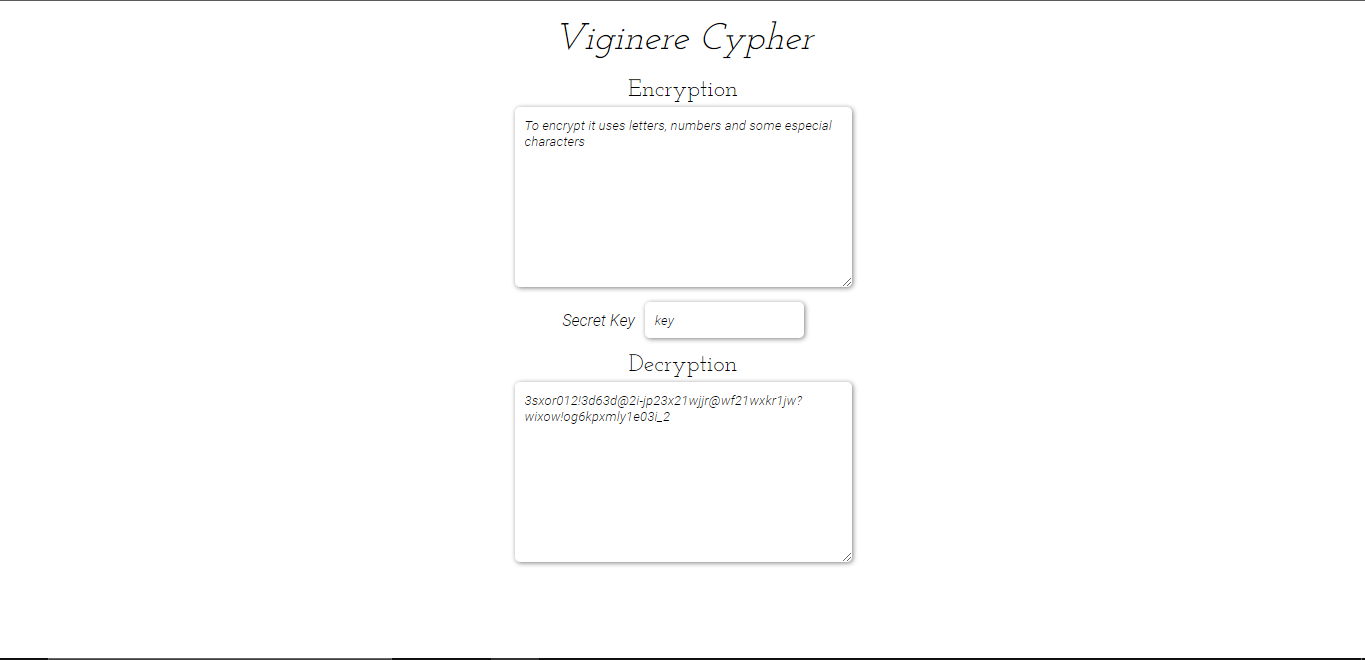 Viginere Cypher
Encryption
To encrypt it uses letters, numbers and some especial
characters
Secret Key key
Decryption
3sxor012!3d63d@2i-jp23x21wjjr@wf21wxkr1jw?
wixow!og6kpxmly1e03i_2